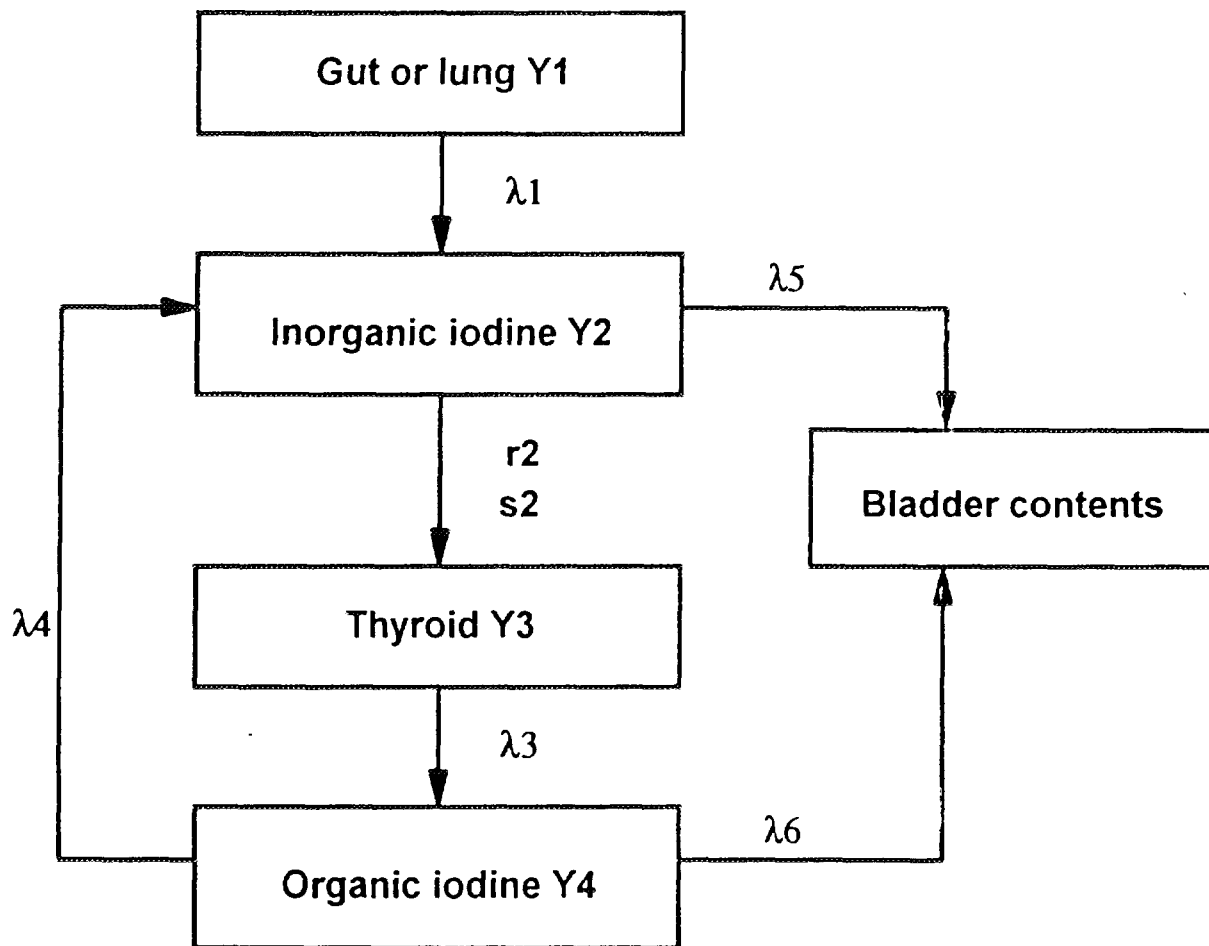 Gut or lung Y1
λ1
λ5
Inorganic iodine Y2
r2
s2
Bladder contents
λ4
Thyroid Y3
λ3
λ6
Organic iodine Y4